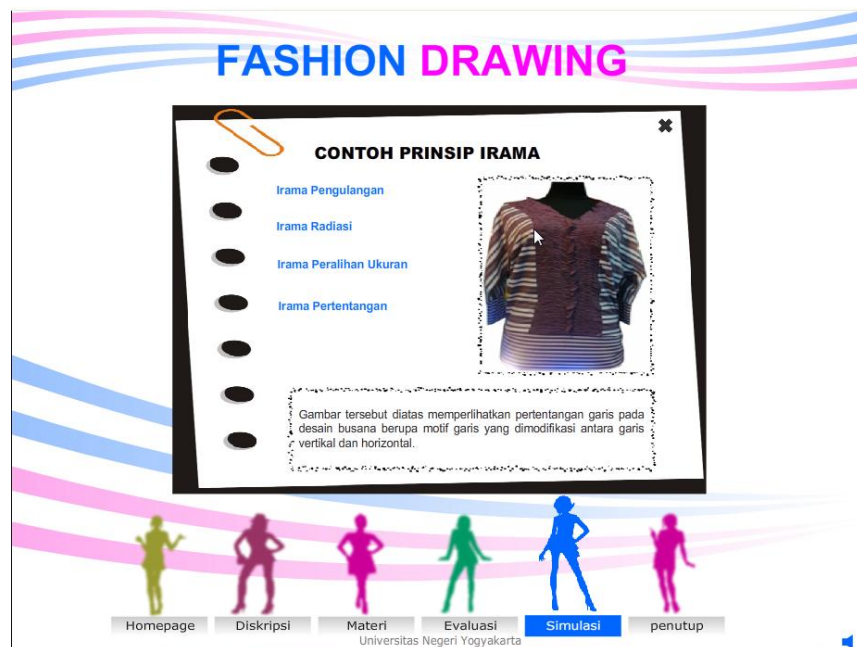 FASHION DRAWING
CONTOH PRINSIP IRAMA
Irama Pengulangan
Irama Radiasi
Irama Peralihan Ukuran
Irama Pertentangan
Gambar tersebut diatas memperlihatkan pertentangan garis pada
desain busana berupa motif garis yang dimodifikasi antara garis
vertikal dan horizontal.
Homepage Diskripsi Materi Evaluasi Simulasi penutup
Universitas Negeri Yogyakarta